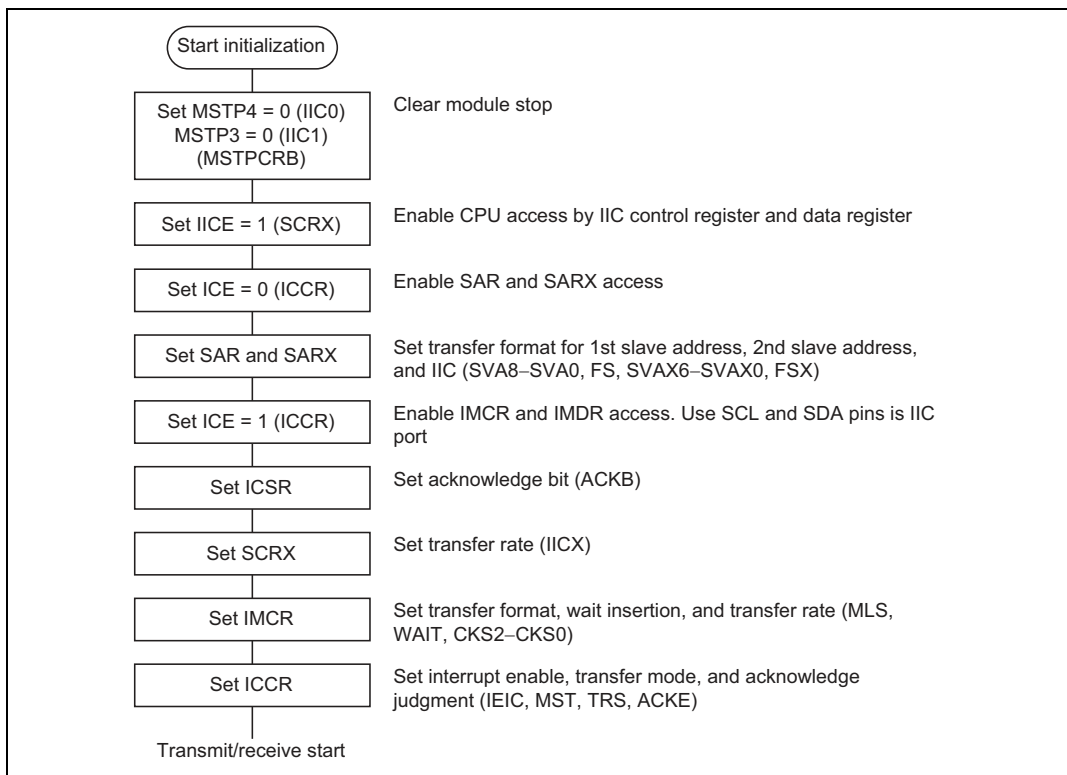 Start initialization
Set MSTP4 = 0 (IIC0)
MSTP3 = 0 (IIC1)
(MSTPCRB)
Clear module stop
Set IICE = 1 (SCRX)
Enable CPU access by IIC control register and data register
Set ICE = 0 (ICCR)
Enable SAR and SARX access
Set SAR and SARX
Set transfer format for 1st slave address, 2nd slave address,
and IIC (SVA8–SVA0, FS, SVAX6–SVAX0, FSX)
Set ICE = 1 (ICCR)
Enable IMCR and IMDR access. Use SCL and SDA pins is IIC
port
Set ICSR
Set acknowledge bit (ACKB)
Set SCRX
Set transfer rate (IICX)
Set IMCR
Set transfer format, wait insertion, and transfer rate (MLS,
WAIT, CKS2–CKS0)
Set ICCR
Set interrupt enable, transfer mode, and acknowledge
judgment (IEIC, MST, TRS, ACKE)
Transmit/receive start